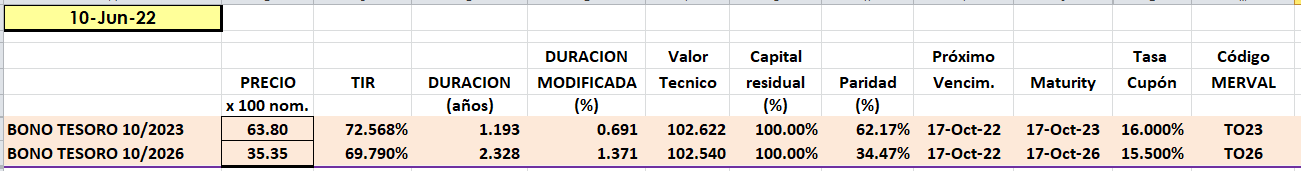 10-Jun-22
DURACION Valor Capital Próximo Tasa Código
PRECIO TIR DURACION MODIFICADA Tecnico residual Paridad Vencim. Maturity Cupón MERVAL
x 100 nom. (años) (%) (%) (%)
BONO TESORO 10/2023 63.80 72.568% 1.193 0.691 102.622 100.00% 62.17% 17-Oct-22 17-Oct-23 16.000% TO23
BONO TESORO 10/2026 35.35 69.790% 2.328 1.371 102.540 100.00% 34.47% 17-Oct-22 17-Oct-26 15.500% TO26